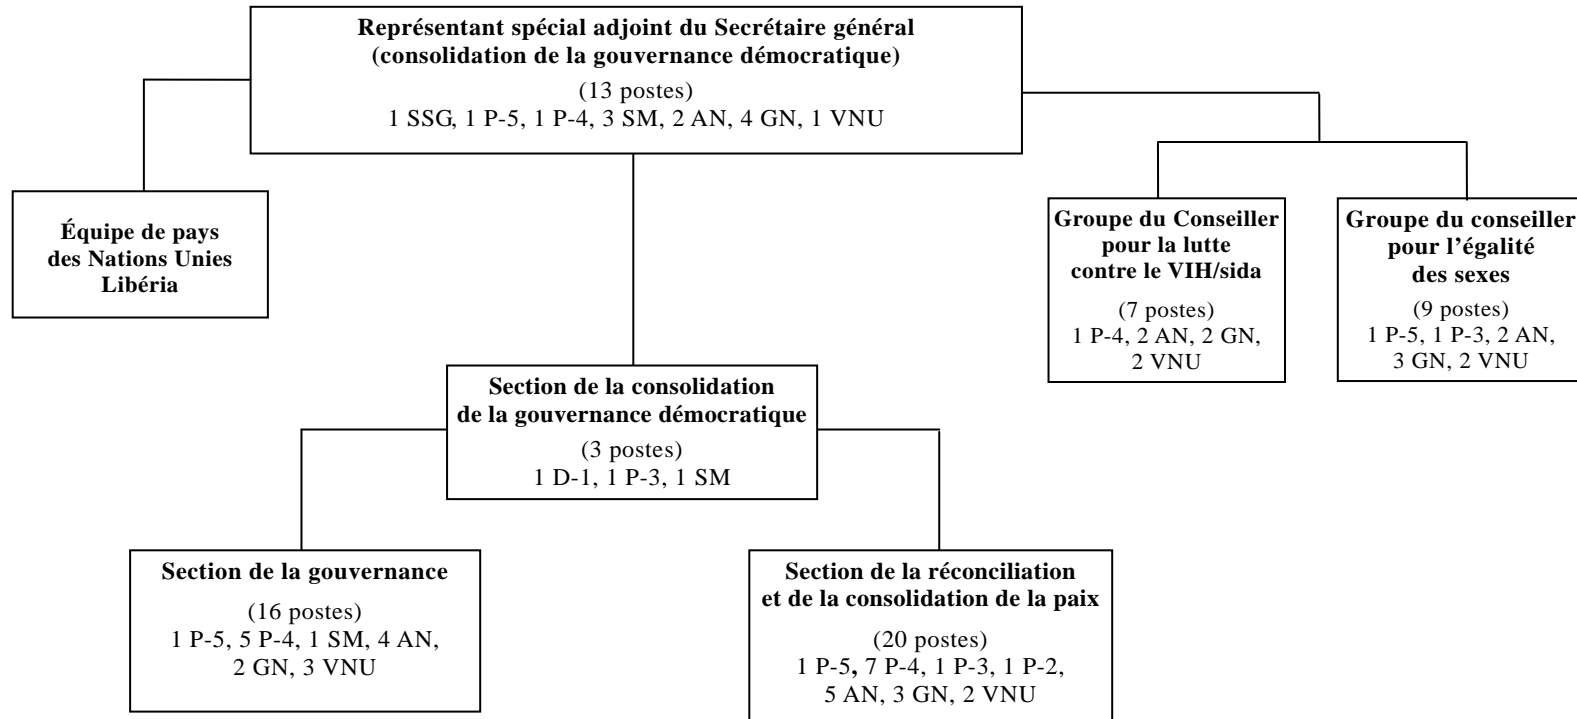 Représentant spécial adjoint du Secrétaire général
(consolidation de la gouvernance démocratique)
(13 postes)
1 SSG, 1 P-5, 1 P-4, 3 SM, 2 AN, 4 GN, 1 VNU
Équipe de pays
des Nations Unies
Libéria
Groupe du Conseiller
pour la lutte
contre le VIH/sida
(7 postes)
1 P-4, 2 AN, 2 GN,
2 VNU
Groupe du conseiller
pour l'égalité
des sexes
(9 postes)
1 P-5, 1 P-3, 2 AN,
3 GN, 2 VNU
Section de la consolidation
de la gouvernance démocratique
(3 postes)
1 D-1, 1 P-3, 1 SM
Section de la gouvernance
(16 postes)
1 P-5, 5 P-4, 1 SM, 4 AN,
2 GN, 3 VNU
Section de la réconciliation
et de la consolidation de la paix
(20 postes)
1 P-5, 7 P-4, 1 P-3, 1 P-2,
5 AN, 3 GN, 2 VNU